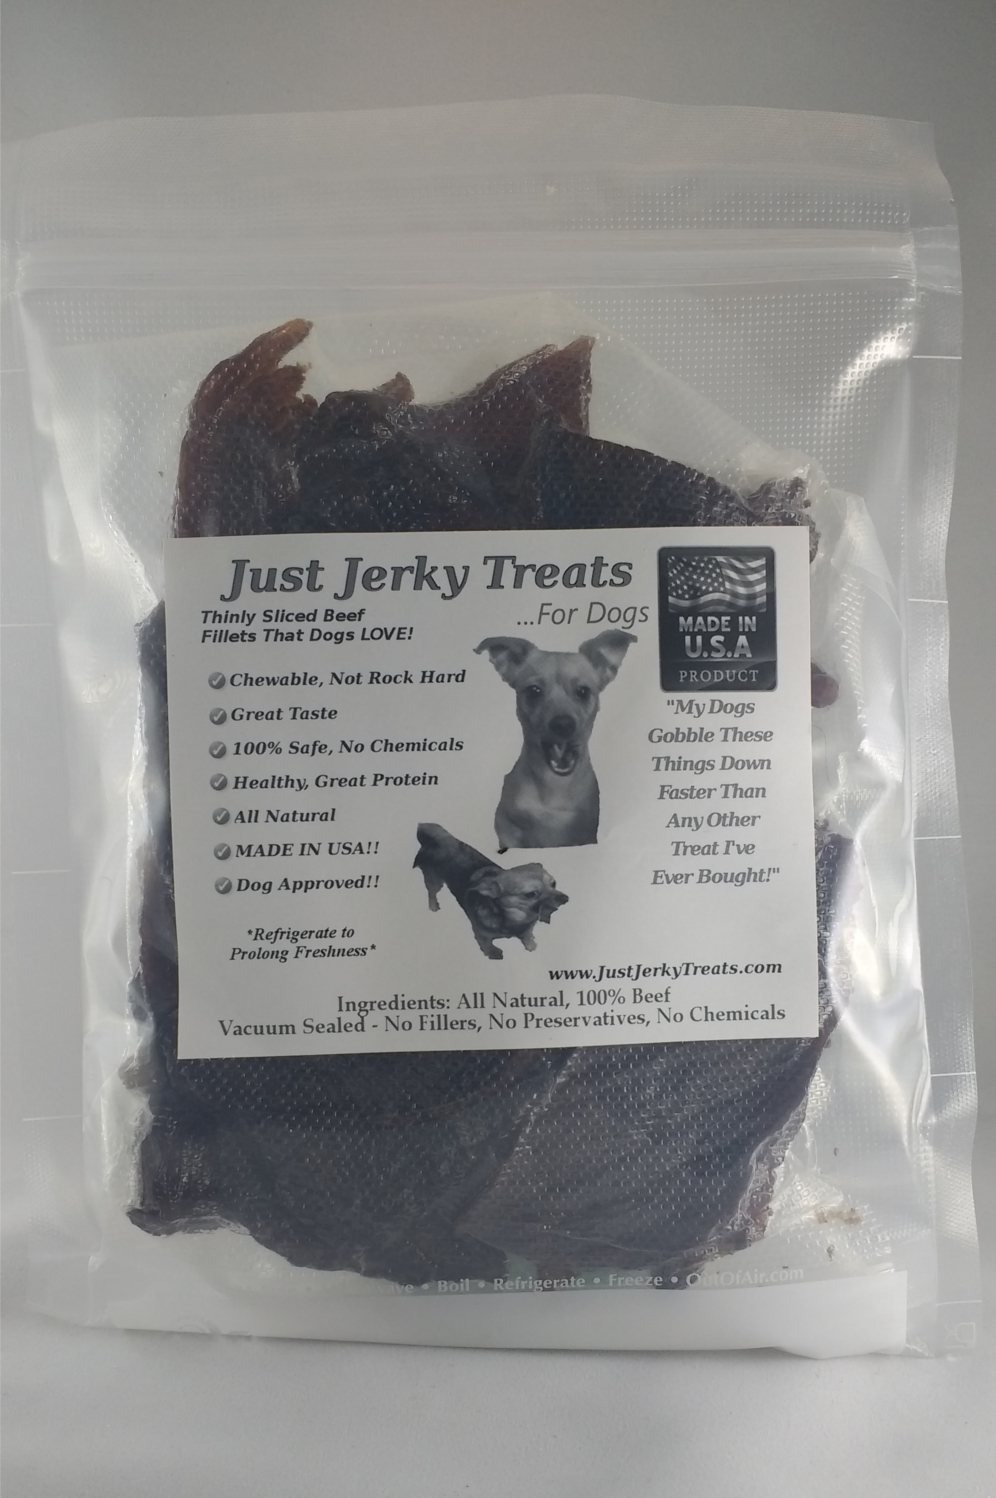 Just Jerky Treats
...For Dogs
Thinly Sliced Beef
Fillets That Dogs LOVE!
MADE IN
U.S.A
PRODUCT
Chewable, Not Rock Hard
Great Taste
100% Safe, No Chemicals
Healthy, Great Protein
All Natural
MADE IN USA!!
Dog Approved!!
"My Dogs
Gobble These
Things Down
Faster Than
Any Other
Treat I've
Ever Bought!"
*Refrigerate to
Prolong Freshness*
www.JustJerkyTreats.com
Ingredients: All Natural, 100% Beef
Vacuum Sealed - No Fillers, No Preservatives, No Chemicals
• Boil • Refrigerate • Freeze • OutOfAir.com